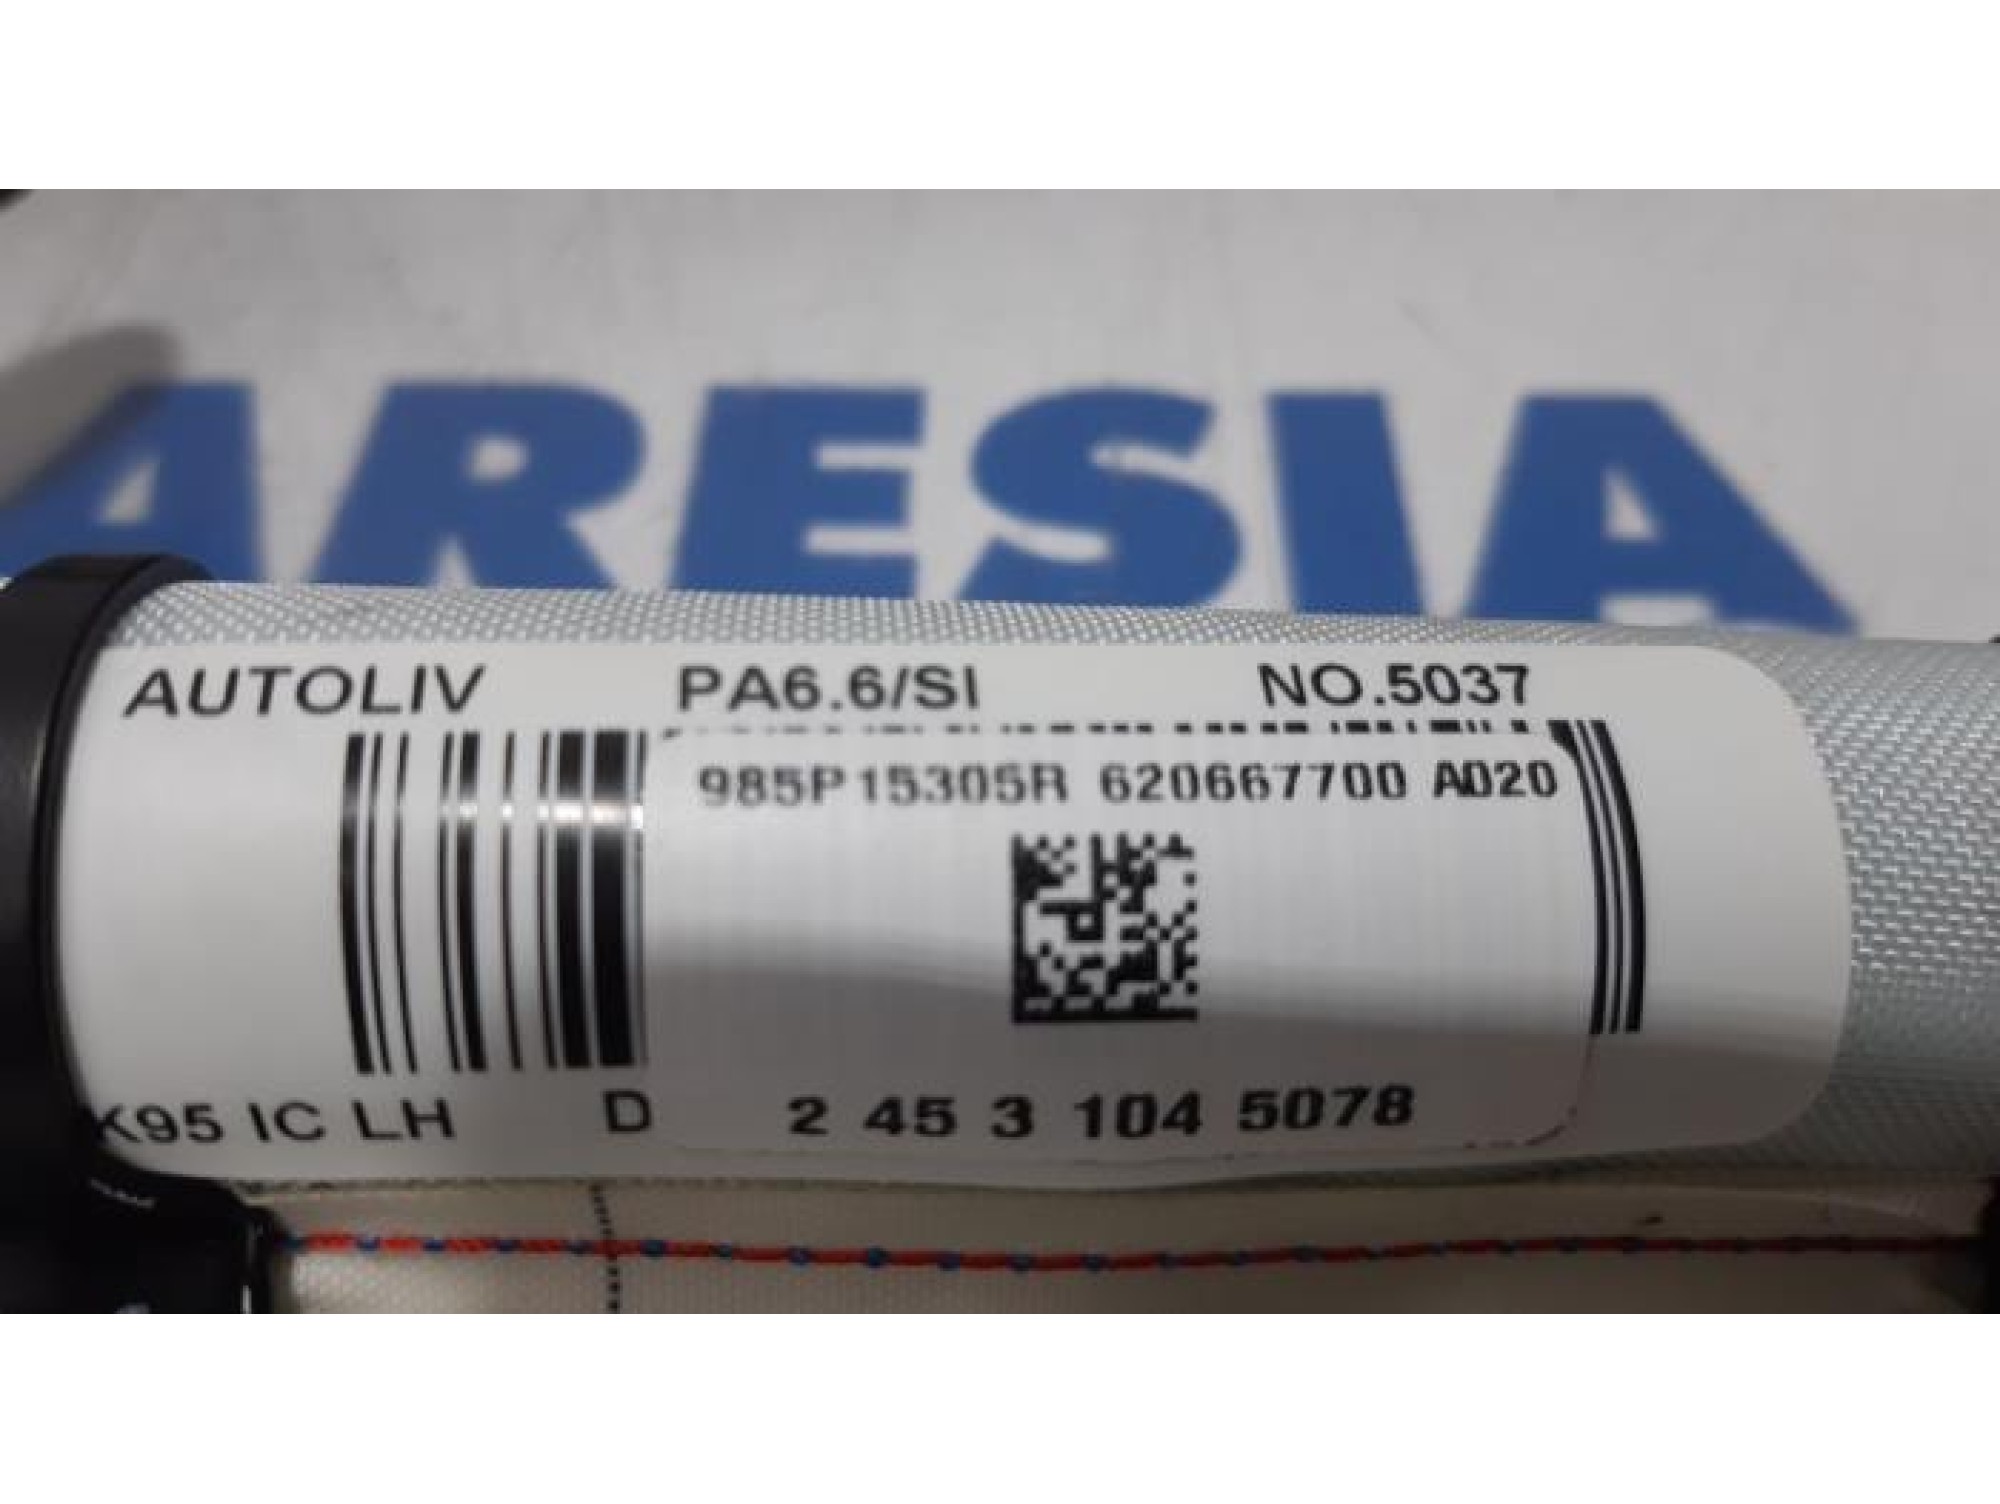 ARESIA
AUTOLIV PA6.6/SI NO.5037
985P15305R 620667700 A020
K95 IC LH D 2 45 3 104 5078